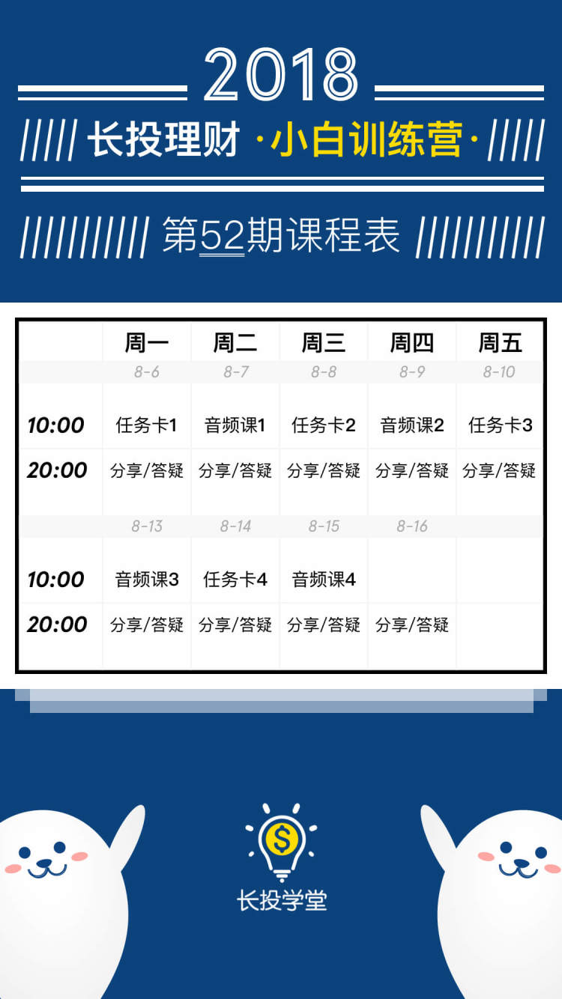 2018
长投理财 ·小白训练营·
第52期课程表
周一 周二 周三 周四 周五
8-6 8-7 8-8 8-9 8-10
10:00 任务卡1 音频课1 任务卡2 音频课2 任务卡3
20:00 分享/答疑 分享/答疑 分享/答疑 分享/答疑 分享/答疑
8-13 8-14 8-15 8-16
10:00 音频课3 任务卡4 音频课4
20:00 分享/答疑 分享/答疑 分享/答疑 分享/答疑
$
长投学堂